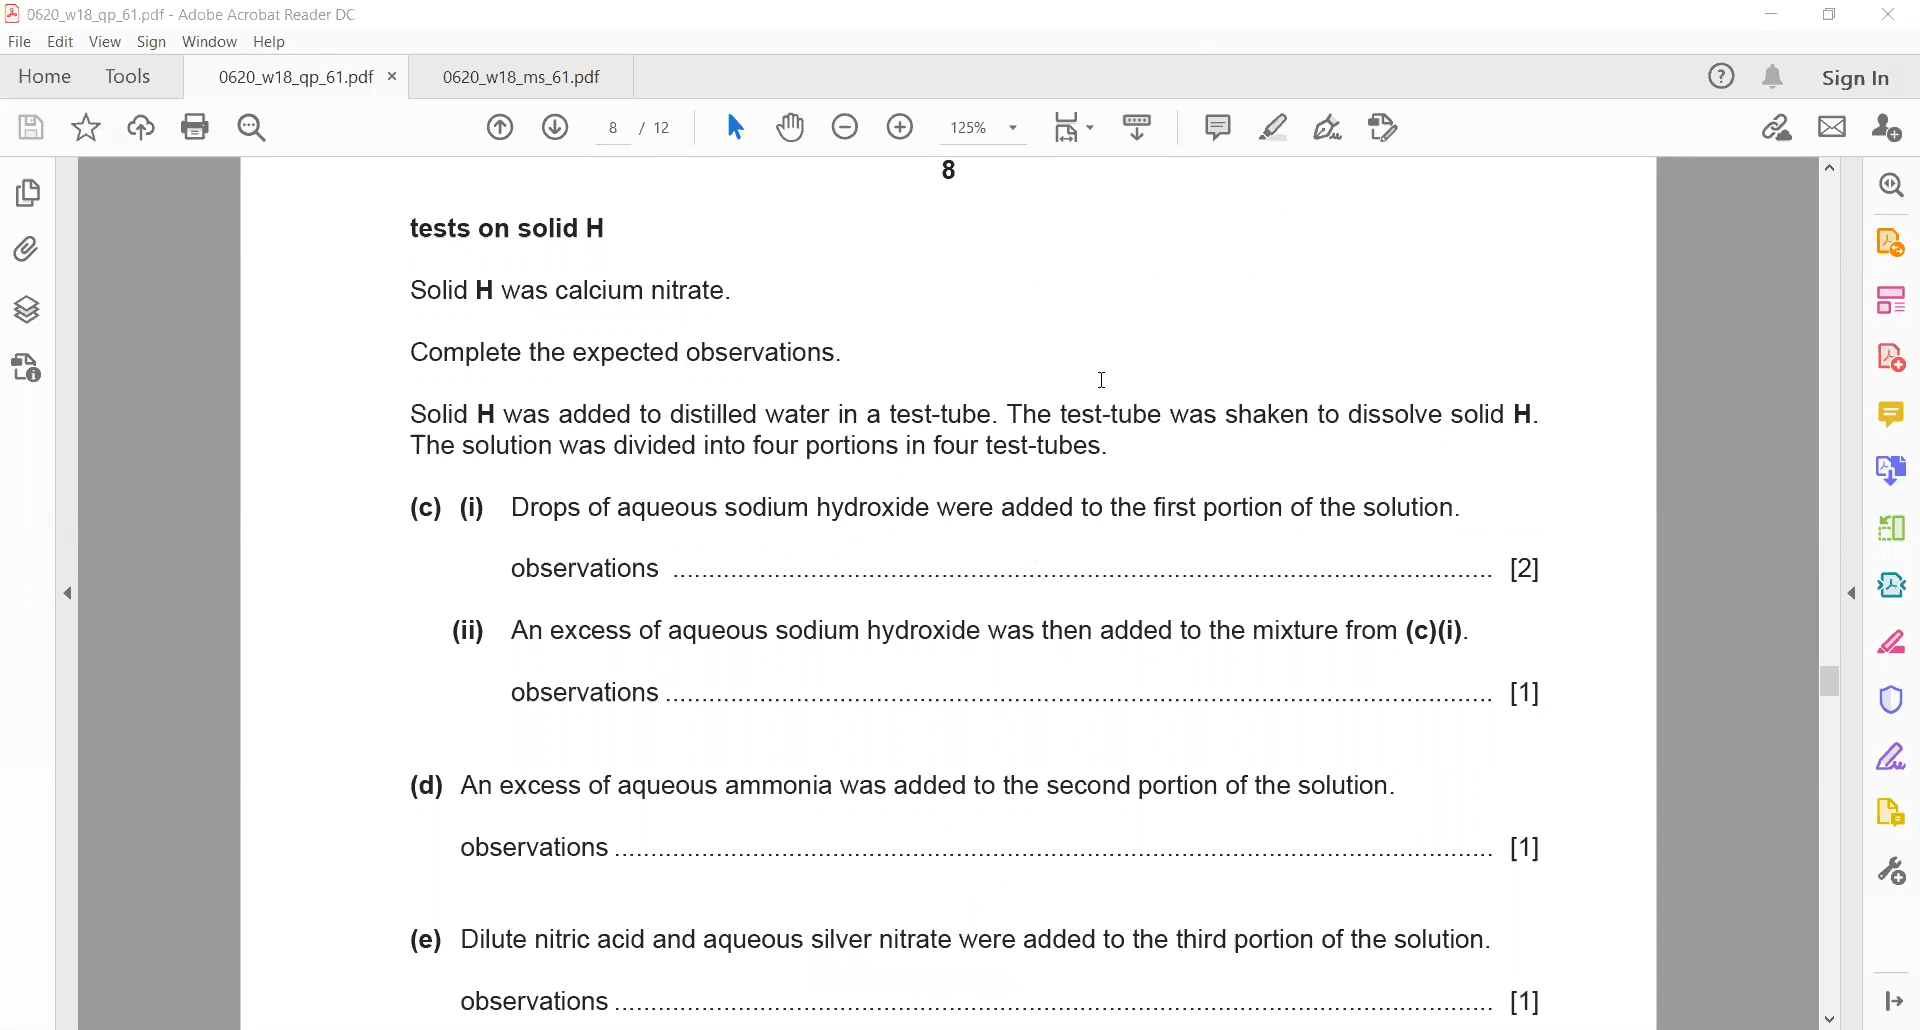 0620_w18_qp_61.pdf - Adobe Acrobat Reader DC
File Edit View Sign Window Help
Home Tools 0620_w18_qp_61.pdf × 0620_w18_ms_61.pdf Sign In
8 / 12 125%
8
tests on solid H
Solid H was calcium nitrate.
Complete the expected observations.
Solid H was added to distilled water in a test-tube. The test-tube was shaken to dissolve solid H.
The solution was divided into four portions in four test-tubes.
(c) (i) Drops of aqueous sodium hydroxide were added to the first portion of the solution.
observations .......................................................................................................... [2]
(ii) An excess of aqueous sodium hydroxide was then added to the mixture from (c)(i).
observations .......................................................................................................... [1]
(d) An excess of aqueous ammonia was added to the second portion of the solution.
observations ................................................................................................................. [1]
(e) Dilute nitric acid and aqueous silver nitrate were added to the third portion of the solution.
observations ................................................................................................................. [1]